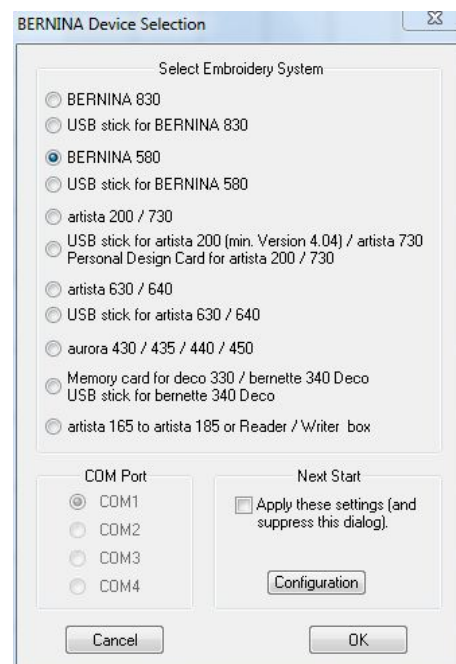 BERNINA Device Selection
Select Embroidery System
BERNINA 830
USB stick for BERNINA 830
BERNINA 580
USB stick for BERNINA 580
artista 200 / 730
USB stick for artista 200 (min. Version 4.04) / artista 730
Personal Design Card for artista 200 / 730
artista 630 / 640
USB stick for artista 630 / 640
aurora 430 / 435 / 440 / 450
Memory card for deco 330 / bernette 340 Deco
USB stick for bernette 340 Deco
artista 165 to artista 185 or Reader / Writer box
COM Port
COM1
COM2
COM3
COM4
Next Start
Apply these settings (and
suppress this dialog).
Configuration
Cancel
OK